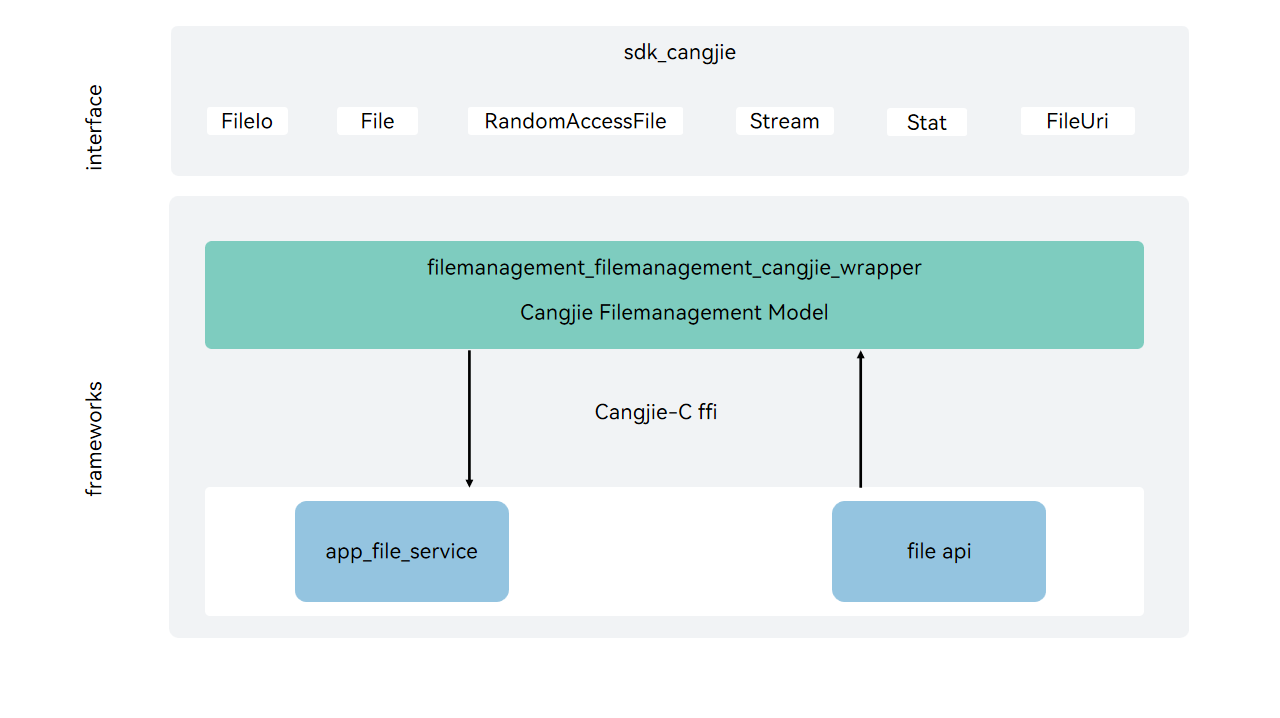 sdk_cangjie
interface
FileIo
File
RandomAccessFile
Stream
Stat
FileUri
filemanagement_filemanagement_cangjie_wrapper
Cangjie Filemanagement Model
frameworks
Cangjie-C ffi
app_file_service
file api